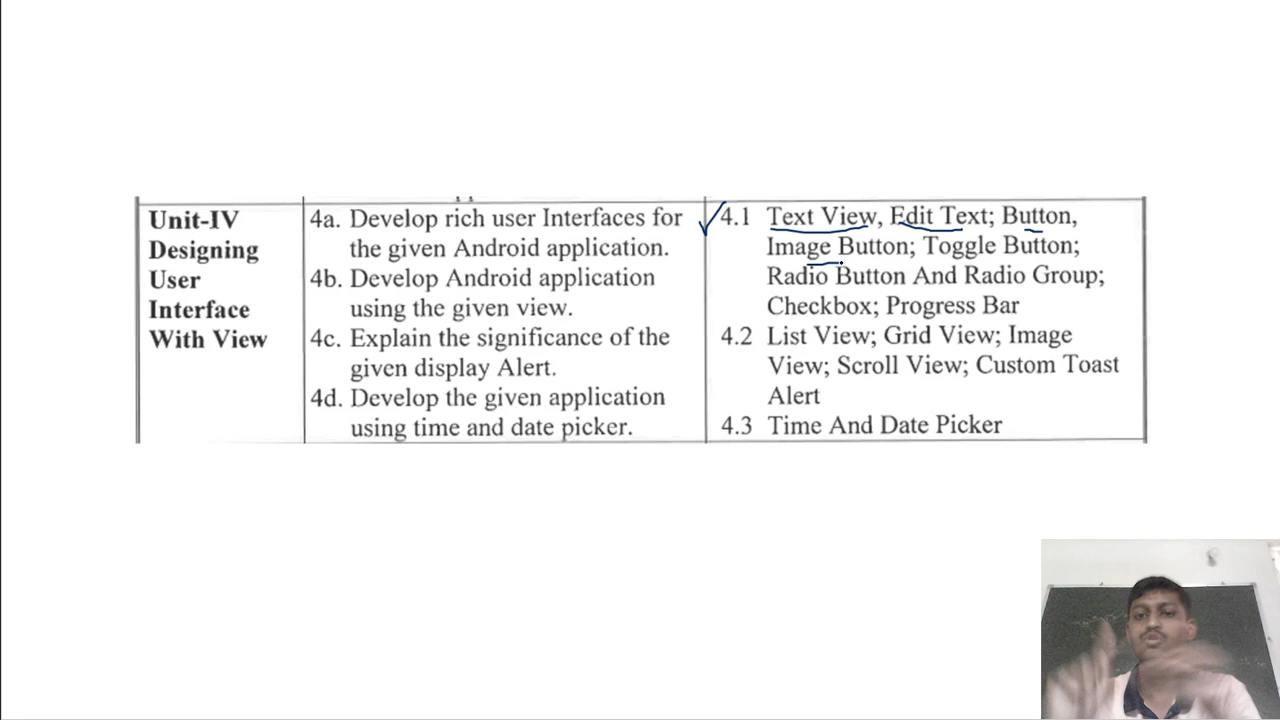 Unit-IV
Designing
User
Interface
With View
4a. Develop rich user Interfaces for
the given Android application.
4b. Develop Android application
using the given view.
4c. Explain the significance of the
given display Alert.
4d. Develop the given application
using time and date picker.
4.1 Text View, Edit Text; Button,
Image Button; Toggle Button;
Radio Button And Radio Group;
Checkbox; Progress Bar
4.2 List View; Grid View; Image
View; Scroll View; Custom Toast
Alert
4.3 Time And Date Picker